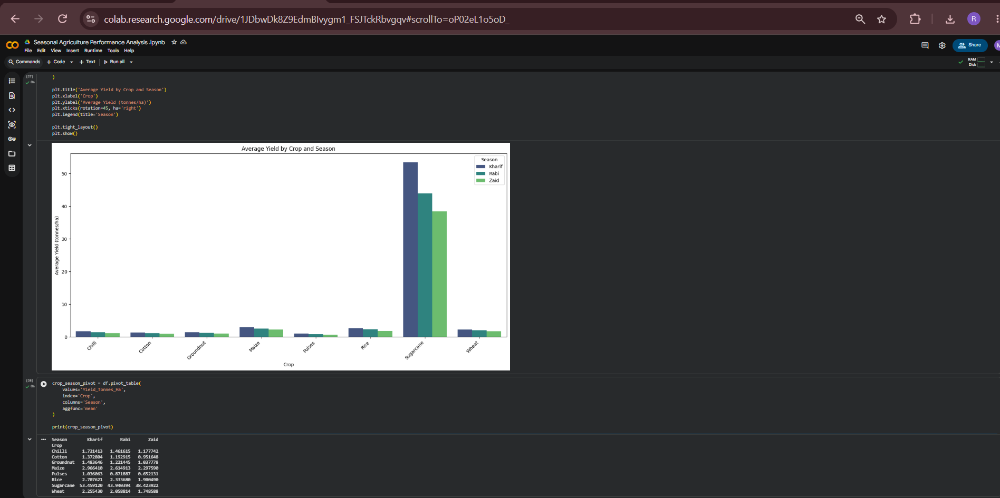 colab.research.google.com/drive/1JDbwDk8Z9EdmBIvygm1_FSJTckRbvgqv#scrollTo=oP02eL1o5oD_
R
Seasonal Agriculture Performance Analysis .ipynb
File Edit View Insert Runtime Tools Help
Share
M
Commands + Code + Text Run all
RAM
Disk
[27]
0s
)
plt.title('Average Yield by Crop and Season')
plt.xlabel('Crop')
plt.ylabel('Average Yield (tonnes/ha)')
plt.xticks(rotation=45, ha='right')
plt.legend(title='Season')
plt.tight_layout()
plt.show()
Average Yield by Crop and Season
Season
Kharif
Rabi
Zaid
Average Yield (tonnes/ha)
50
40
30
20
10
0
Chilli
Cotton
Groundnut
Maize
Pulses
Rice
Sugarcane
Wheat
Crop
[28]
0s
crop_season_pivot = df.pivot_table(
values='Yield_Tonnes_Ha',
index='Crop',
columns='Season',
aggfunc='mean'
)
print(crop_season_pivot)
Season Kharif Rabi Zaid
Crop
Chilli 1.731413 1.461615 1.177742
Cotton 1.372804 1.192915 0.951648
Groundnut 1.483646 1.221445 1.037778
Maize 2.966410 2.614913 2.297590
Pulses 1.036063 0.871887 0.652131
Rice 2.707621 2.333680 1.900490
Sugarcane 53.459120 43.940394 38.423922
Wheat 2.255430 2.058814 1.748588